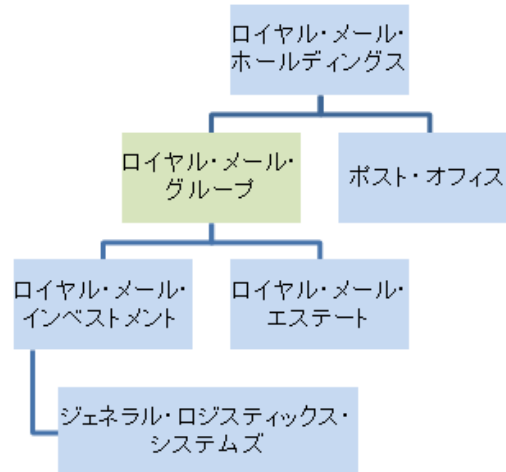 ロイヤル・メール・
ホールディングス
ロイヤル・メール・
グループ
ポスト・オフィス
ロイヤル・メール・
インベストメント
ロイヤル・メール・
エステート
ジェネラル・ロジスティックス・
システムズ